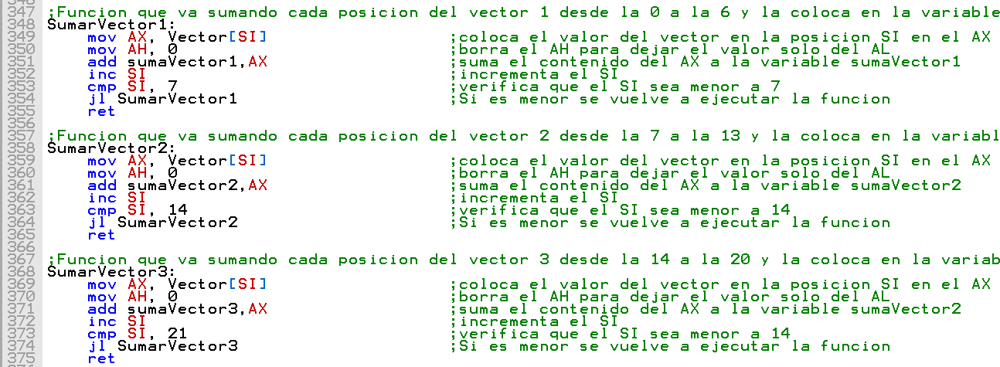 347 ;Funcion que va sumando cada posicion del vector 1 desde la 0 a la 6 y la coloca en la variable
348 SumarVector1:
349 mov AX, Vector[SI] ;coloca el valor del vector en la posicion SI en el AX
350 mov AH, 0 ;borra el AH para dejar el valor solo del AL
351 add sumaVector1,AX ;suma el contenido del AX a la variable sumaVector1
352 inc SI ;incrementa el SI
353 cmp SI, 7 ;verifica que el SI sea menor a 7
354 jl SumarVector1 ;Si es menor se vuelve a ejecutar la funcion
355 ret
356
357 ;Funcion que va sumando cada posicion del vector 2 desde la 7 a la 13 y la coloca en la variabl
358 SumarVector2:
359 mov AX, Vector[SI] ;coloca el valor del vector en la posicion SI en el AX
360 mov AH, 0 ;borra el AH para dejar el valor solo del AL
361 add sumaVector2,AX ;suma el contenido del AX a la variable sumaVector2
362 inc SI ;incrementa el SI
363 cmp SI, 14 ;verifica que el SI sea menor a 14
364 jl SumarVector2 ;Si es menor se vuelve a ejecutar la funcion
365 ret
366
367 ;Funcion que va sumando cada posicion del vector 3 desde la 14 a la 20 y la coloca en la variab
368 SumarVector3:
369 mov AX, Vector[SI] ;coloca el valor del vector en la posicion SI en el AX
370 mov AH, 0 ;borra el AH para dejar el valor solo del AL
371 add sumaVector3,AX ;suma el contenido del AX a la variable sumaVector2
372 inc SI ;incrementa el SI
373 cmp SI, 21 ;verifica que el SI sea menor a 14
374 jl SumarVector3 ;Si es menor se vuelve a ejecutar la funcion
375 ret